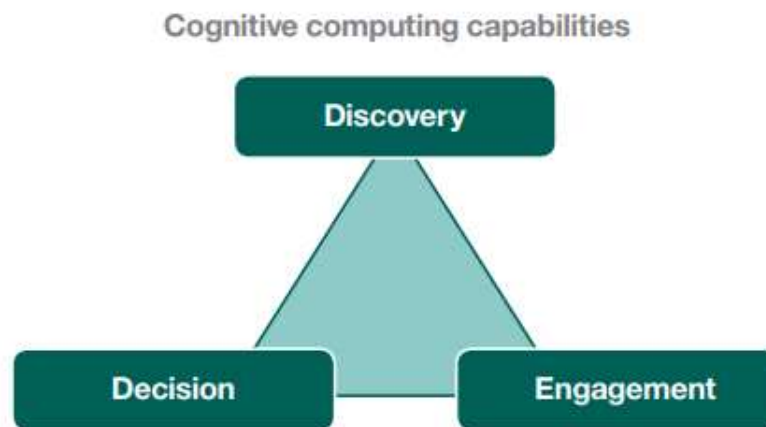 Cognitive computing capabilities
Discovery
Decision
Engagement